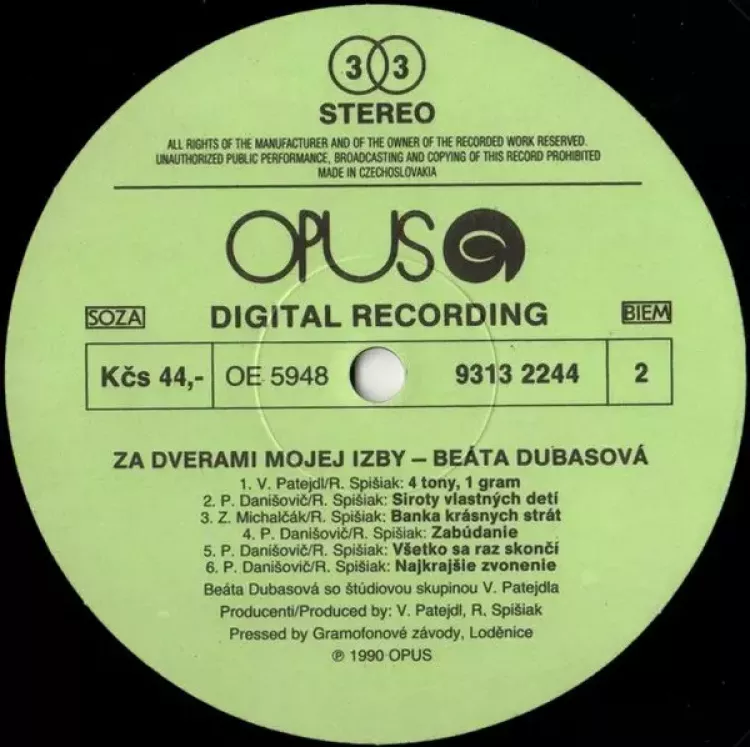 33
STEREO
ALL RIGHTS OF THE MANUFACTURER AND OF THE OWNER OF THE RECORDED WORK RESERVED.
UNAUTHORIZED PUBLIC PERFORMANCE, BROADCASTING AND COPYING OF THIS RECORD PROHIBITED
MADE IN CZECHOSLOVAKIA
OPUS
SOZA DIGITAL RECORDING BIEM
Kčs 44,- OE 5948 9313 2244 2
ZA DVERAMI MOJEJ IZBY – BEÁTA DUBASOVÁ
1. V. Patejdl/R. Spišiak: 4 tony, 1 gram
2. P. Danišovič/R. Spišiak: Siroty vlastných detí
3. Z. Michalčák/R. Spišiak: Banka krásnych strát
4. P. Danišovič/R. Spišiak: Zabúdanie
5. P. Danišovič/R. Spišiak: Všetko sa raz skončí
6. P. Danišovič/R. Spišiak: Najkrajšie zvonenie
Beáta Dubasová so štúdiovou skupinou V. Patejdla
Producenti/Produced by: V. Patejdl, R. Spišiak
Pressed by Gramofonové závody, Loděnice
℗ 1990 OPUS